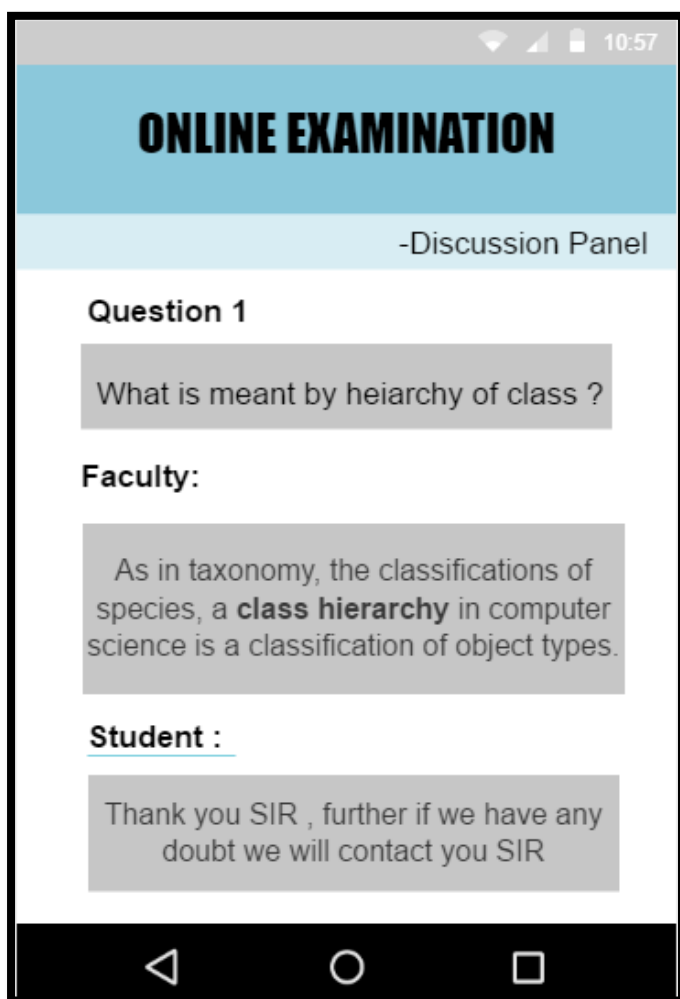 10:57
ONLINE EXAMINATION
-Discussion Panel
Question 1
What is meant by heiarchy of class ?
Faculty:
As in taxonomy, the classifications of
species, a class hierarchy in computer
science is a classification of object types.
Student :
Thank you SIR , further if we have any
doubt we will contact you SIR